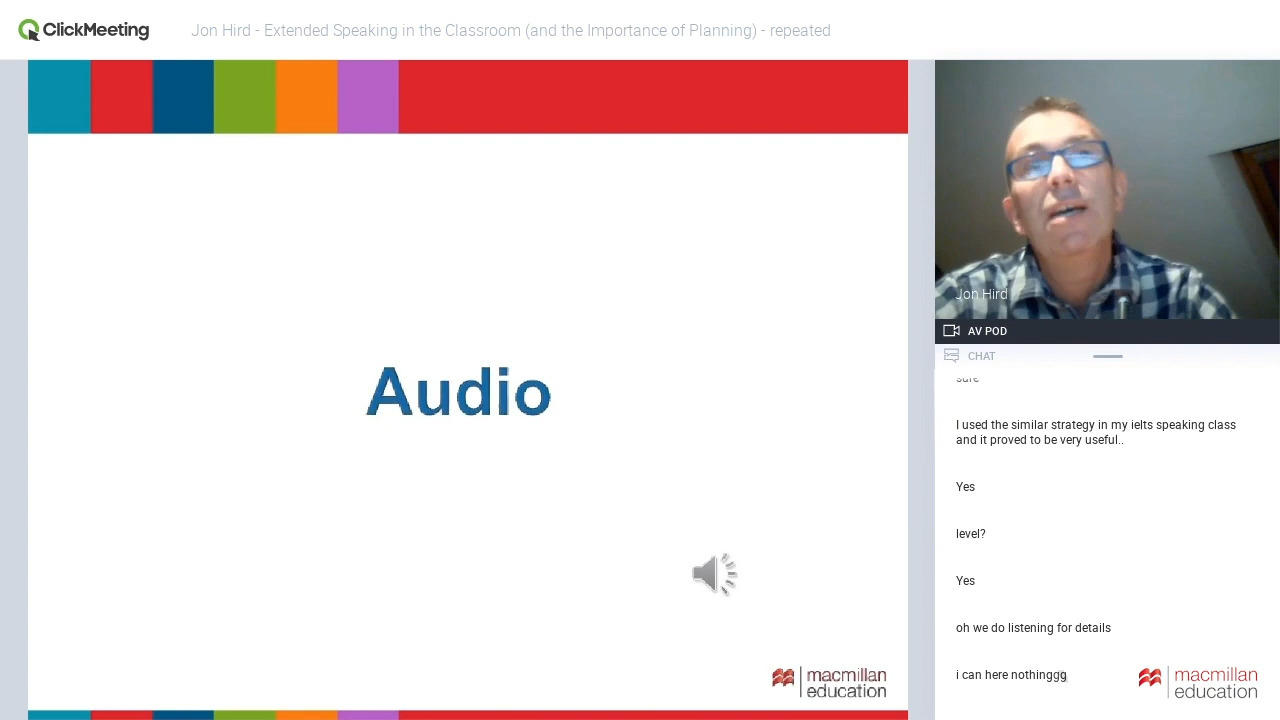 ClickMeeting
Jon Hird - Extended Speaking in the Classroom (and the Importance of Planning) - repeated
Audio
macmillan
education
Jon Hird
AV POD
CHAT
sure
I used the similar strategy in my ielts speaking class
and it proved to be very useful..
Yes
level?
Yes
oh we do listening for details
i can here nothingg
macmillan
education